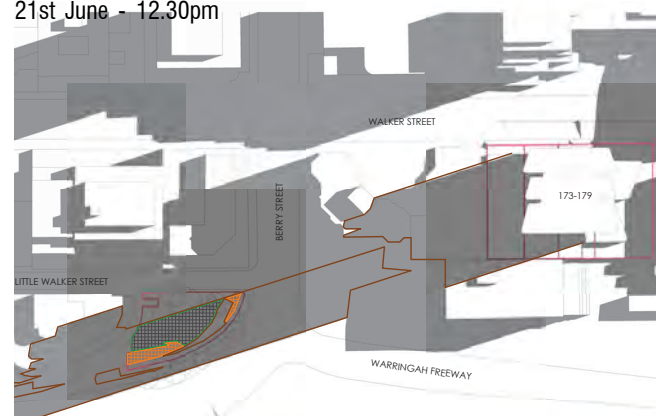 21st June - 12.30pm
WALKER STREET
173-179
BERRY STREET
LITTLE WALKER STREET
WARRINGAH FREEWAY